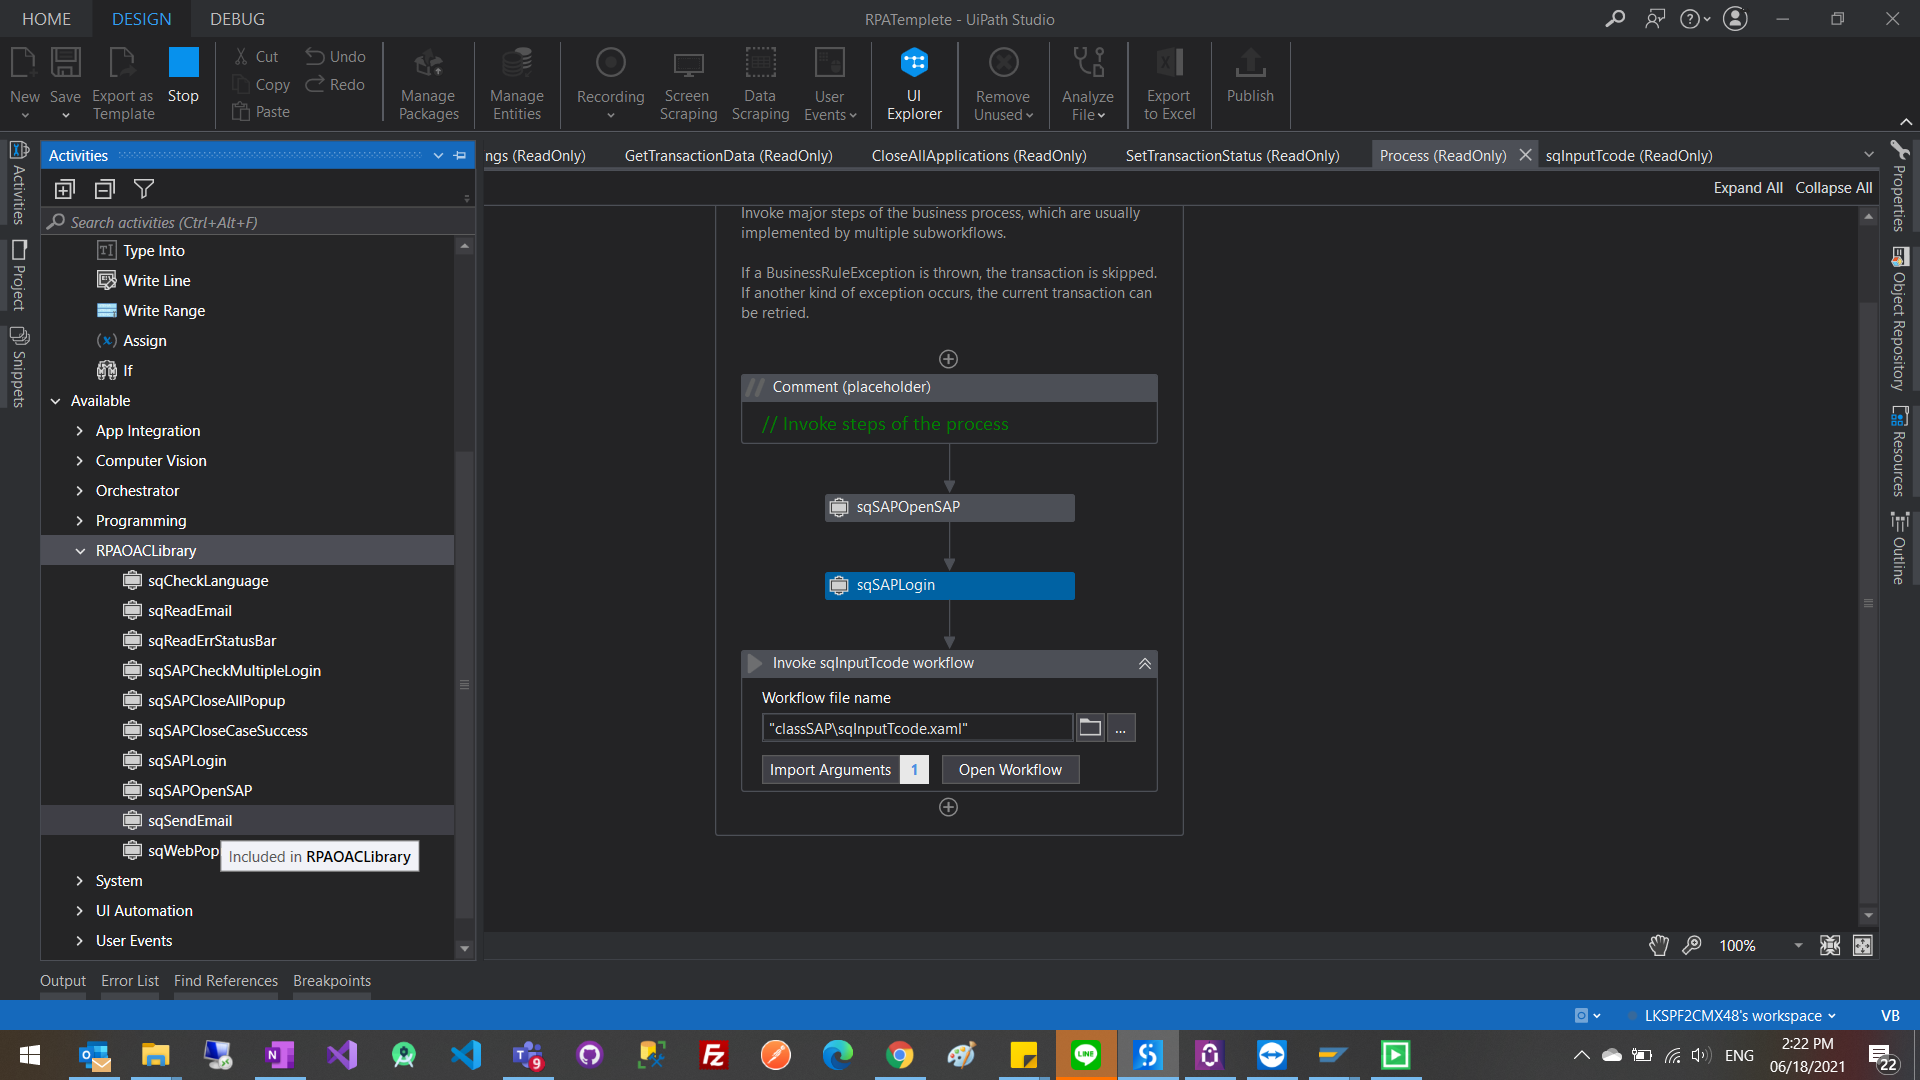 HOME DESIGN DEBUG
RPATemplete - UiPath Studio
New
Save
Export as Template
Stop
Cut
Copy
Paste
Undo
Redo
Manage Packages
Manage Entities
Recording
Screen Scraping
Data Scraping
User Events
UI Explorer
Remove Unused
Analyze File
Export to Excel
Publish
Activities
ngs (ReadOnly) GetTransactionData (ReadOnly) CloseAllApplications (ReadOnly) SetTransactionStatus (ReadOnly) Process (ReadOnly) sqInputTcode (ReadOnly)
Expand All Collapse All
Activities
Project
Snippets
Search activities (Ctrl+Alt+F)
Type Into
Write Line
Write Range
Assign
If
Available
App Integration
Computer Vision
Orchestrator
Programming
RPAOACLibrary
sqCheckLanguage
sqReadEmail
sqReadErrStatusBar
sqSAPCheckMultipleLogin
sqSAPCloseAllPopup
sqSAPCloseCaseSuccess
sqSAPLogin
sqSAPOpenSAP
sqSendEmail
sqWebPop
Included in RPAOACLibrary
System
UI Automation
User Events
Invoke major steps of the business process, which are usually
implemented by multiple subworkflows.
If a BusinessRuleException is thrown, the transaction is skipped.
If another kind of exception occurs, the current transaction can
be retried.
// Comment (placeholder)
// Invoke steps of the process
sqSAPOpenSAP
sqSAPLogin
Invoke sqInputTcode workflow
Workflow file name
"classSAP\sqInputTcode.xaml"
...
Import Arguments 1 Open Workflow
Properties
Object Repository
Resources
Outline
100%
Output Error List Find References Breakpoints
LKSPF2CMX48's workspace VB
9
LINE
ENG
2:22 PM
06/18/2021
22